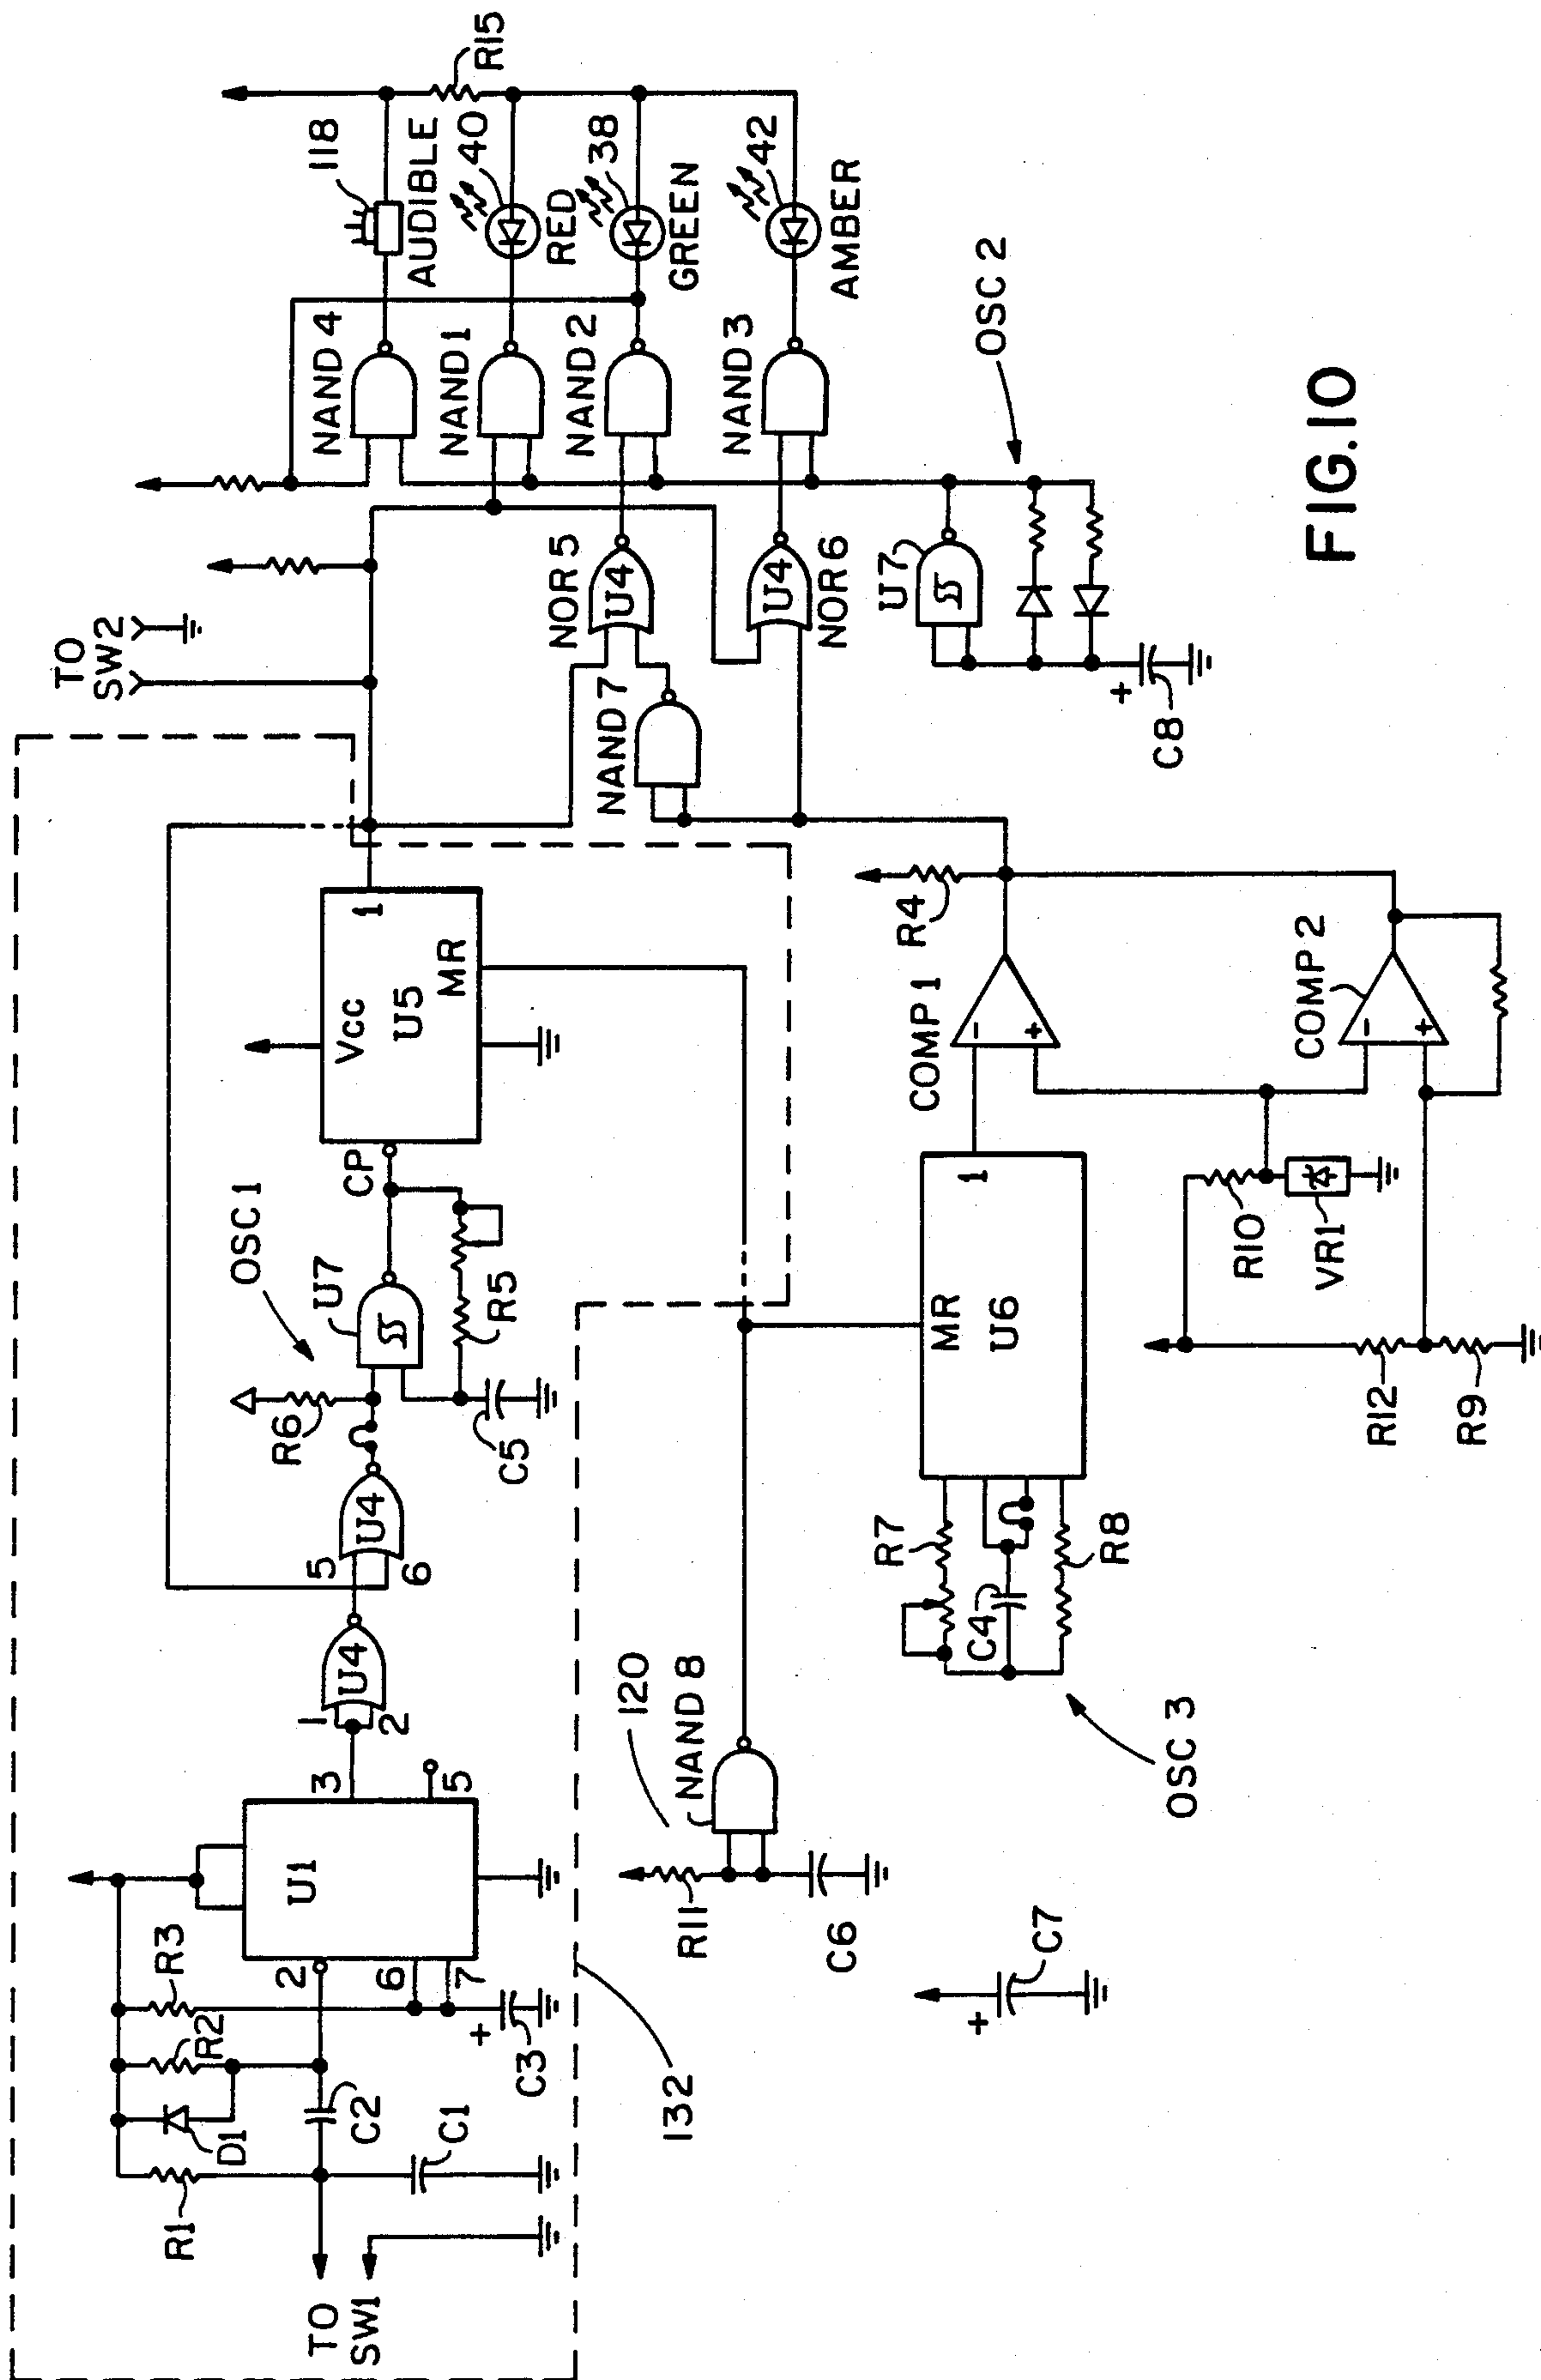 TO
SW1
R1
D1
R2
R3
C2
C1
C3
+
2
6
7
U1
3
5
1
2
U4
5
6
U4
R6
OSC 1
U7
C5
R5
CP
Vcc
U5
MR
1
132
TO
SW2
120
R11
C6
NAND 8
C7
+
OSC 3
R7
C4
R8
MR
U6
1
COMP 1
-
+
R4
R10
VR1
R12
R9
COMP 2
-
+
NAND 7
NOR 5
U4
U4
NOR 6
U7
C8
+
OSC 2
NAND 4
NAND 1
NAND 2
NAND 3
118
AUDIBLE
40
RED
38
GREEN
42
AMBER
R15
FIG.10